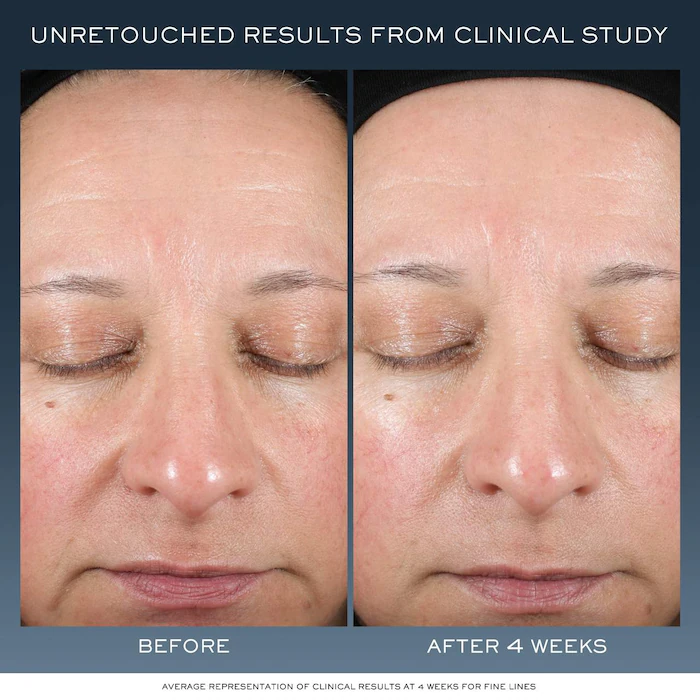 UNRETOUCHED RESULTS FROM CLINICAL STUDY
BEFORE
AFTER 4 WEEKS
AVERAGE REPRESENTATION OF CLINICAL RESULTS AT 4 WEEKS FOR FINE LINES